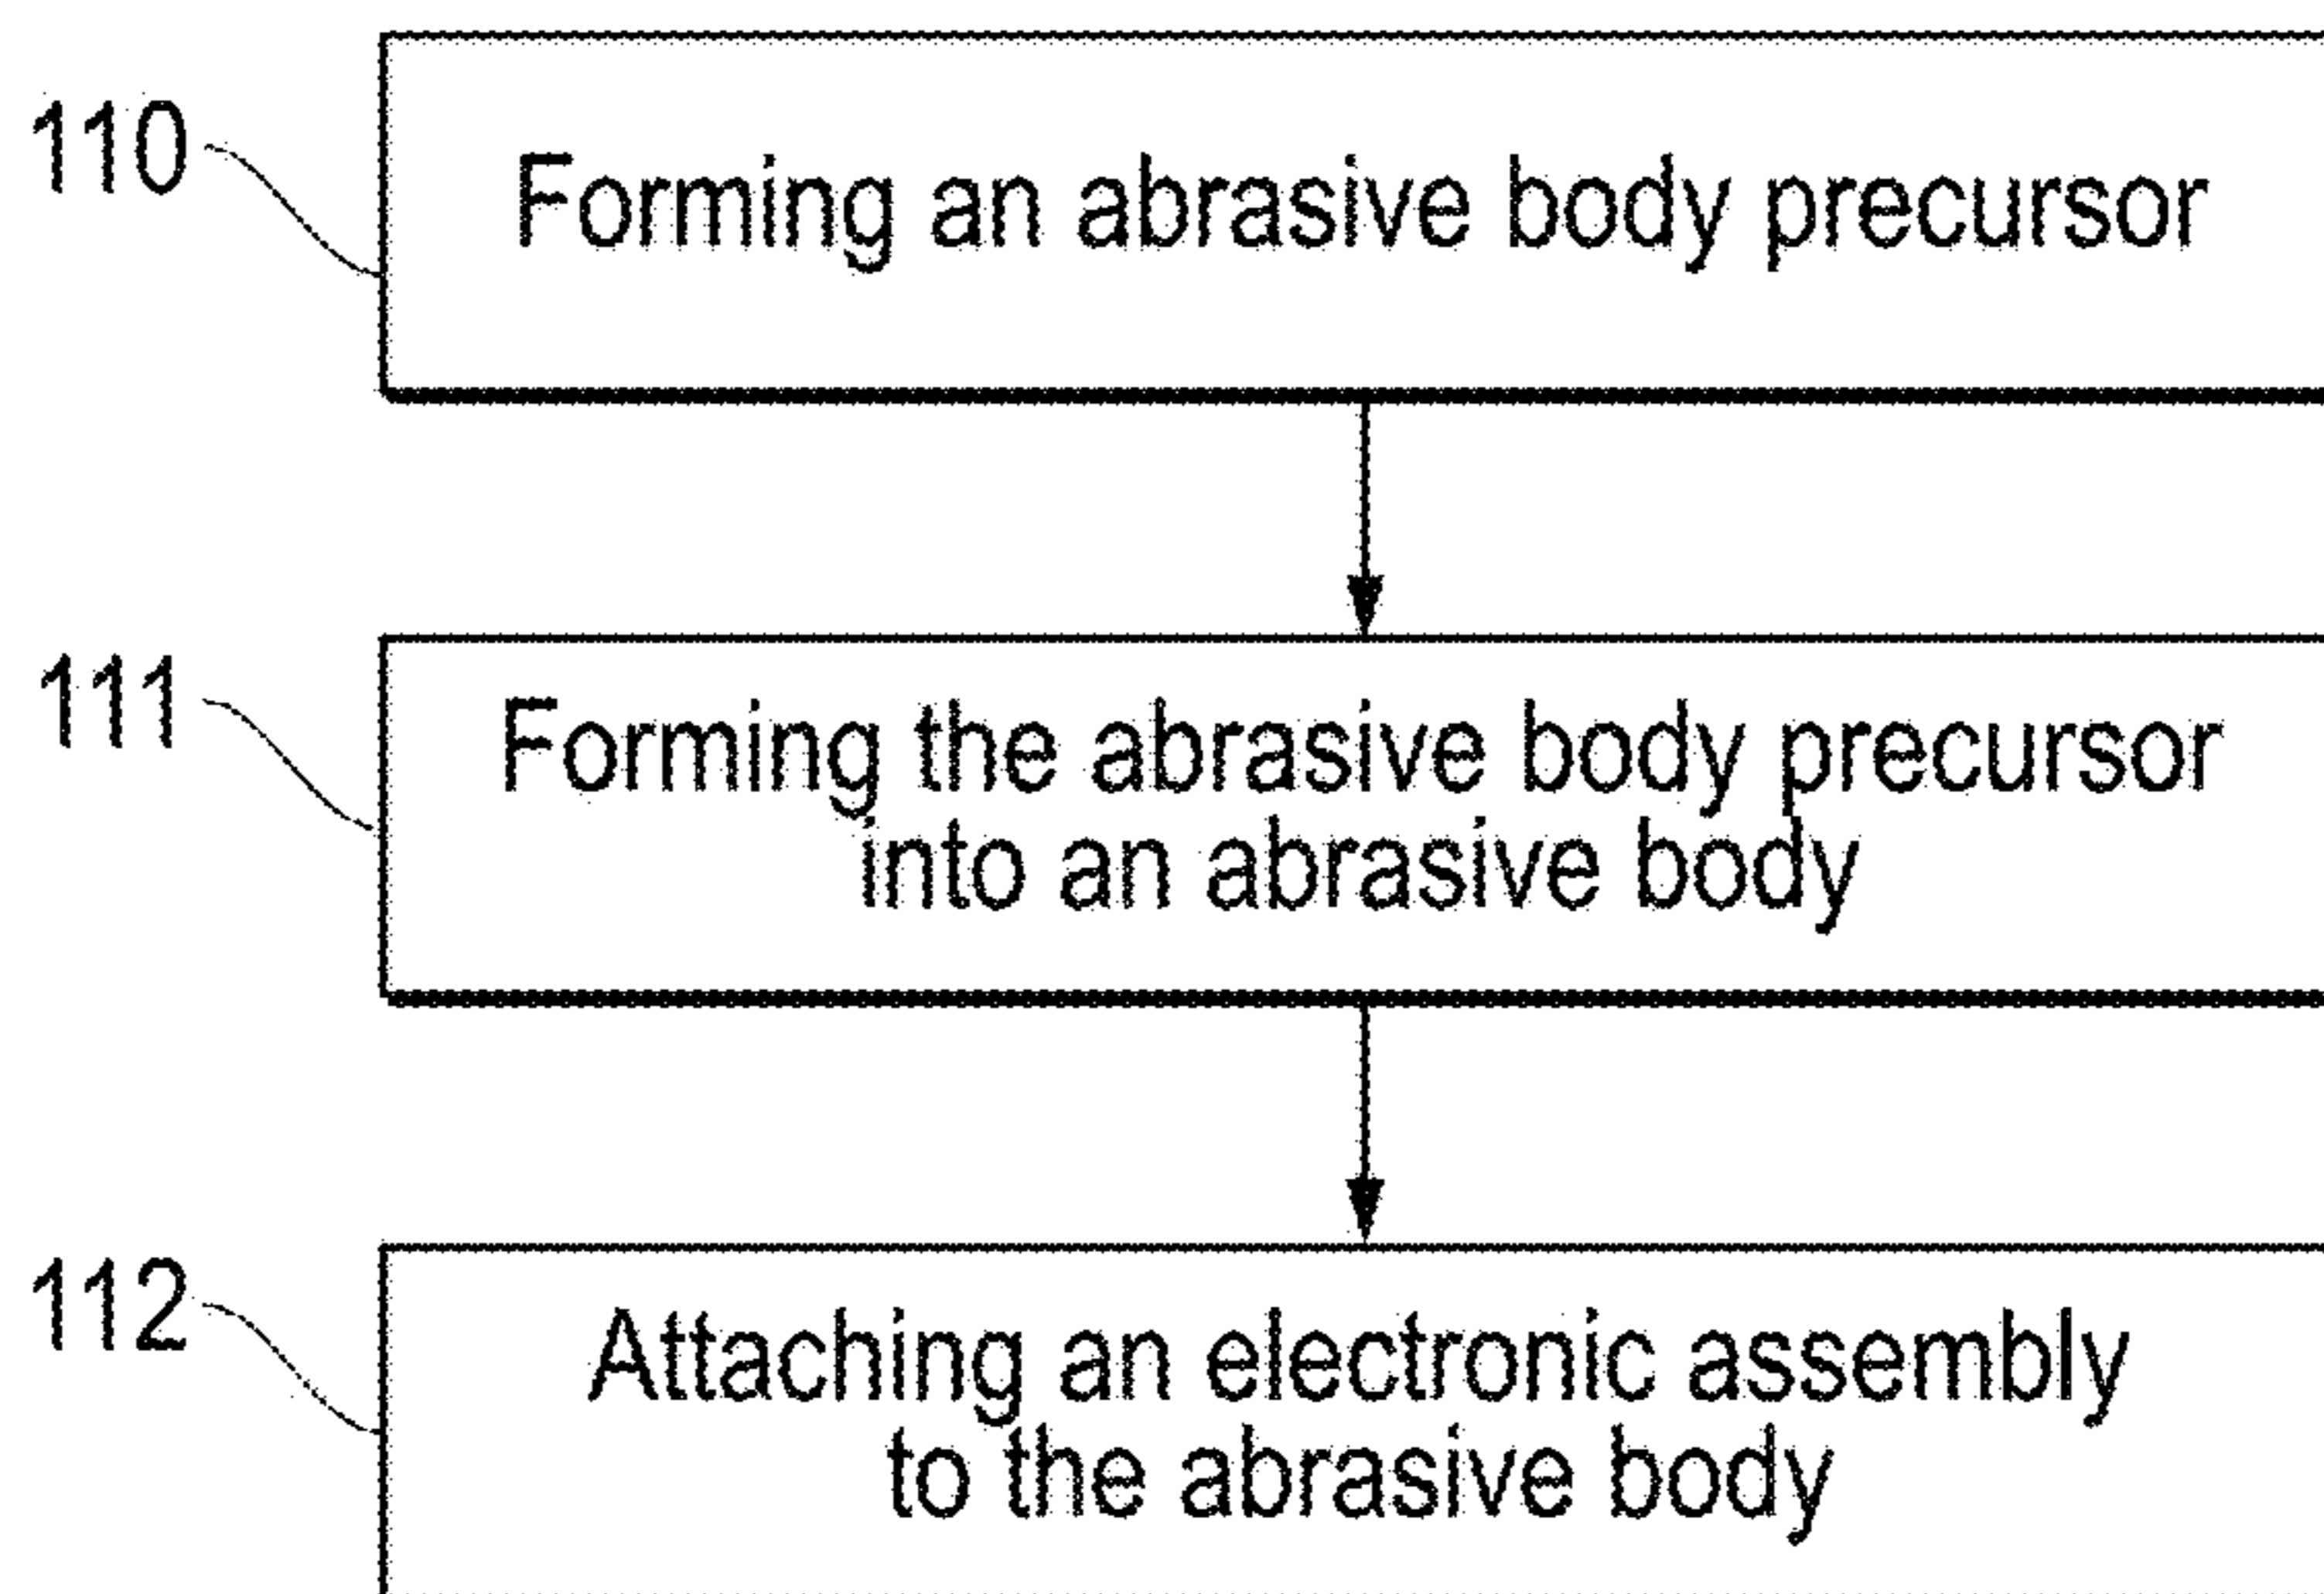 110
Forming an abrasive body precursor
111
Forming the abrasive body precursor
into an abrasive body
112
Attaching an electronic assembly
to the abrasive body